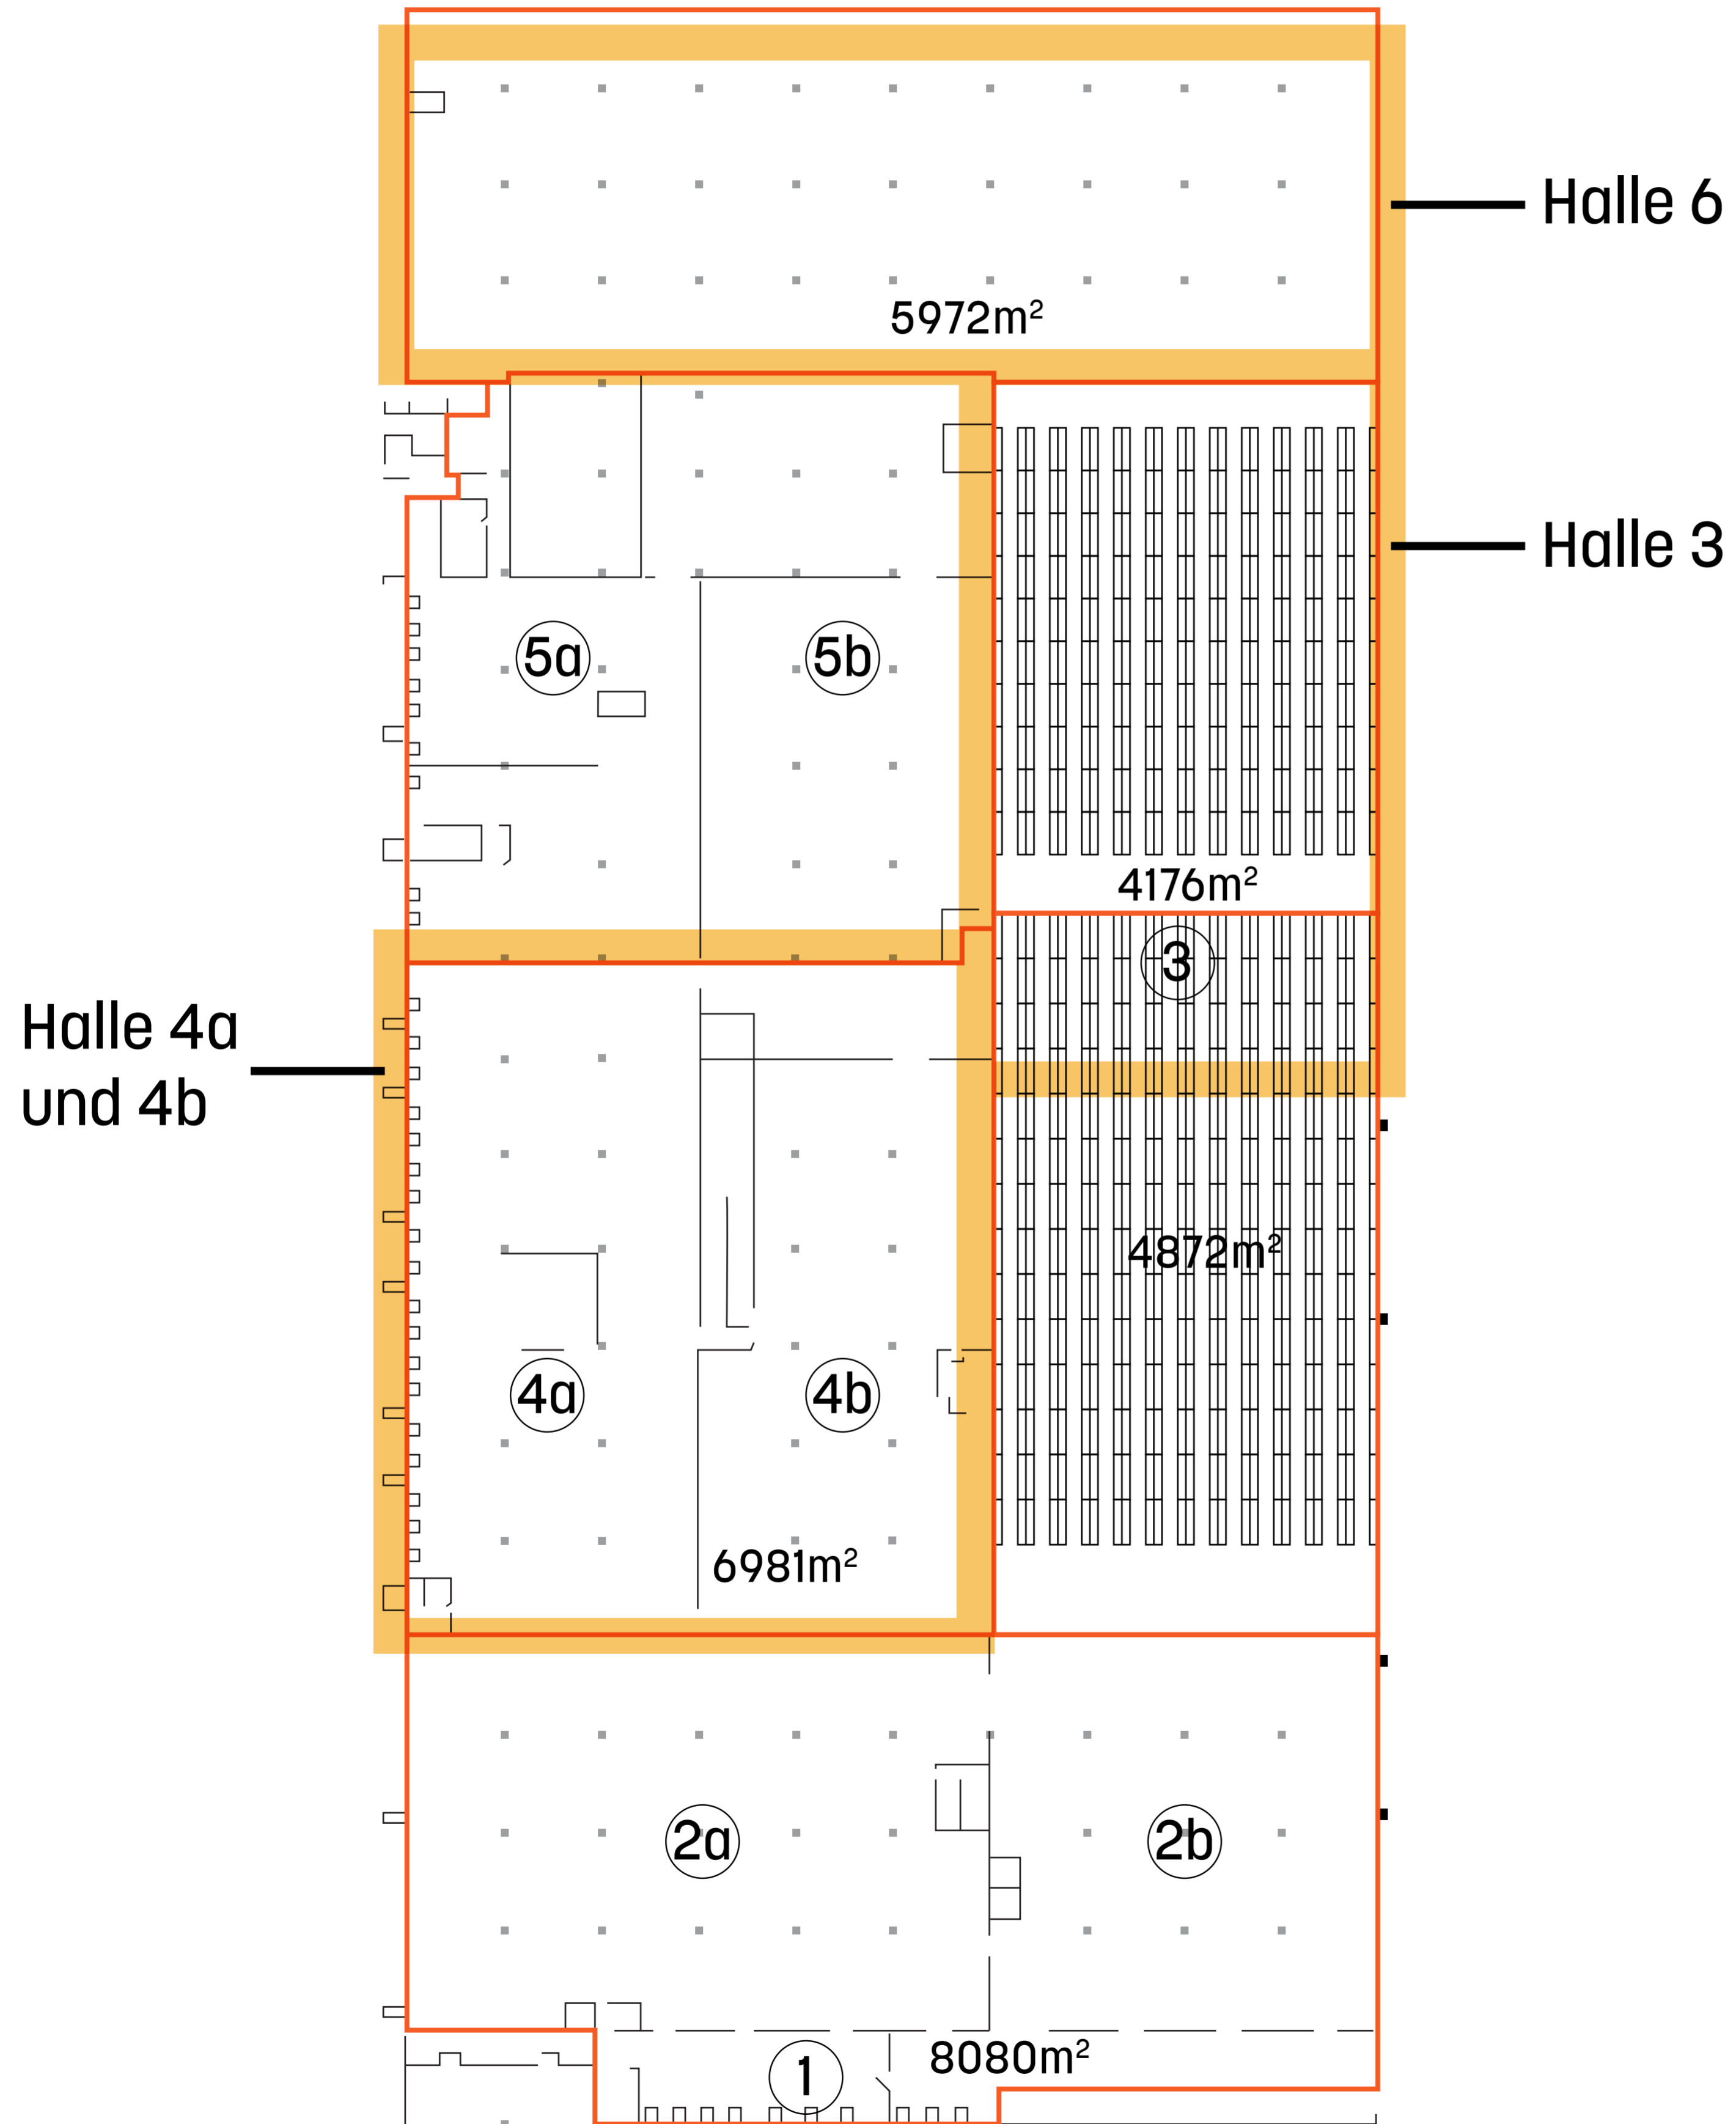 Halle 6
5972m²
Halle 3
5a
5b
4176m²
3
Halle 4a
und 4b
4872m²
4a
4b
6981m²
2a
2b
8080m²
1